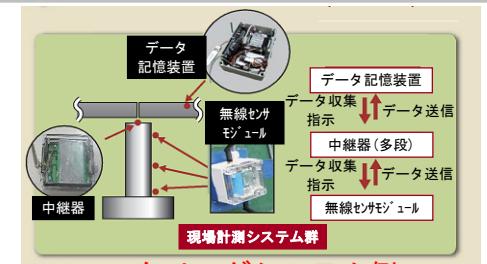 データ
記憶装置
無線センサ
モジュール
中継器
データ記憶装置
データ収集
指示
データ送信
中継器(多段)
データ収集
指示
データ送信
無線センサモジュール
現場計測システム群